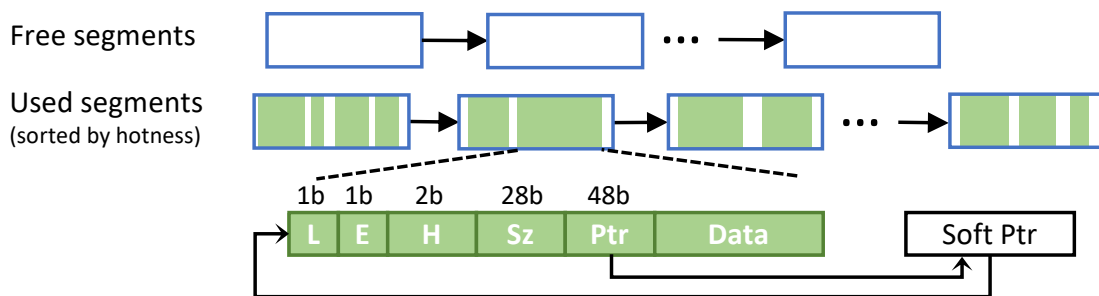 Free segments
...
Used segments
(sorted by hotness)
...
1b 1b 2b 28b 48b
L E H Sz Ptr Data
Soft Ptr